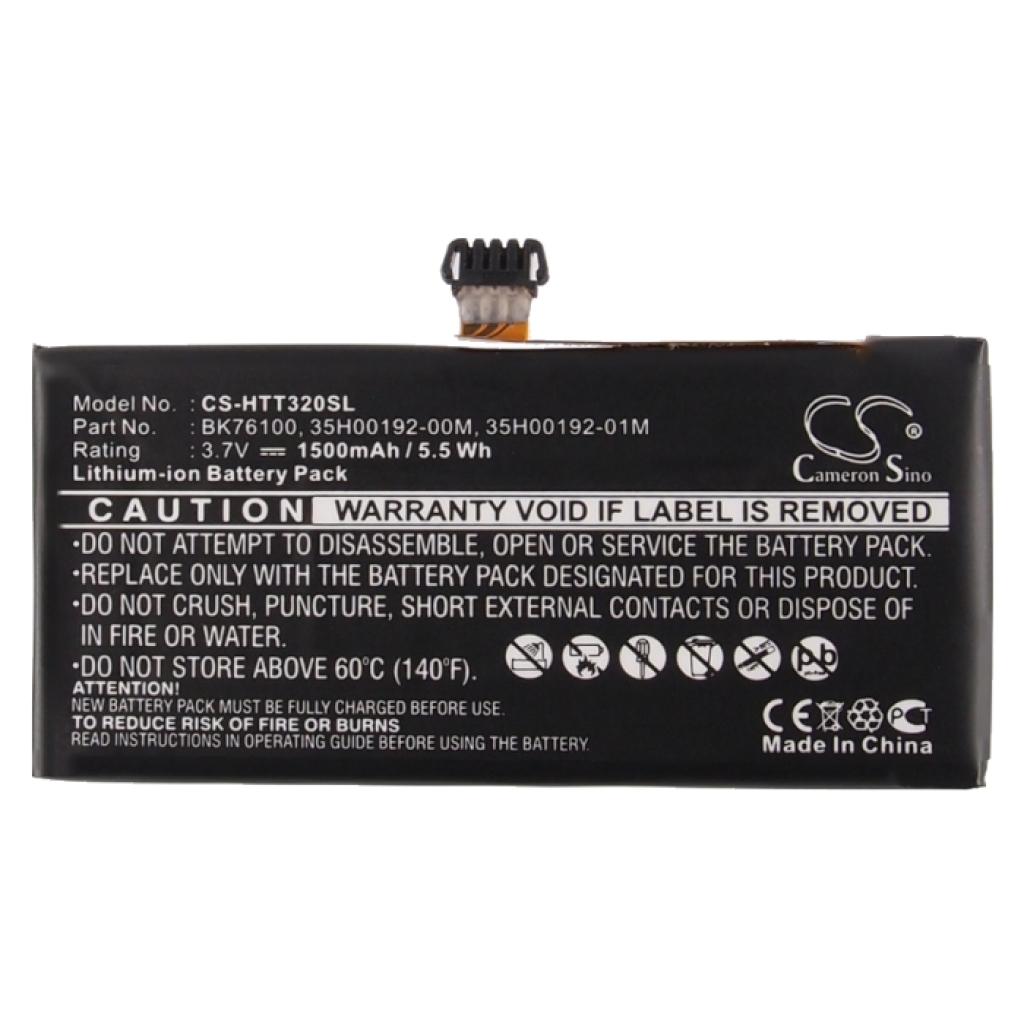 Model No. : CS-HTT320SL
Part No. : BK76100, 35H00192-00M, 35H00192-01M
Rating : 3.7V ⎓ 1500mAh / 5.5 Wh
Lithium-ion Battery Pack
CS®
Cameron Sino
CAUTION WARRANTY VOID IF LABEL IS REMOVED
•DO NOT ATTEMPT TO DISASSEMBLE, OPEN OR SERVICE THE BATTERY PACK.
•REPLACE ONLY WITH THE BATTERY PACK DESIGNATED FOR THIS PRODUCT.
•DO NOT CRUSH, PUNCTURE, SHORT EXTERNAL CONTACTS OR DISPOSE OF
IN FIRE OR WATER.
•DO NOT STORE ABOVE 60°C (140°F).
Pb
ATTENTION!
NEW BATTERY PACK MUST BE FULLY CHARGED BEFORE USE.
TO REDUCE RISK OF FIRE OR BURNS
READ INSTRUCTIONS IN OPERATING GUIDE BEFORE USING THE BATTERY.
CE PCT
Made In China